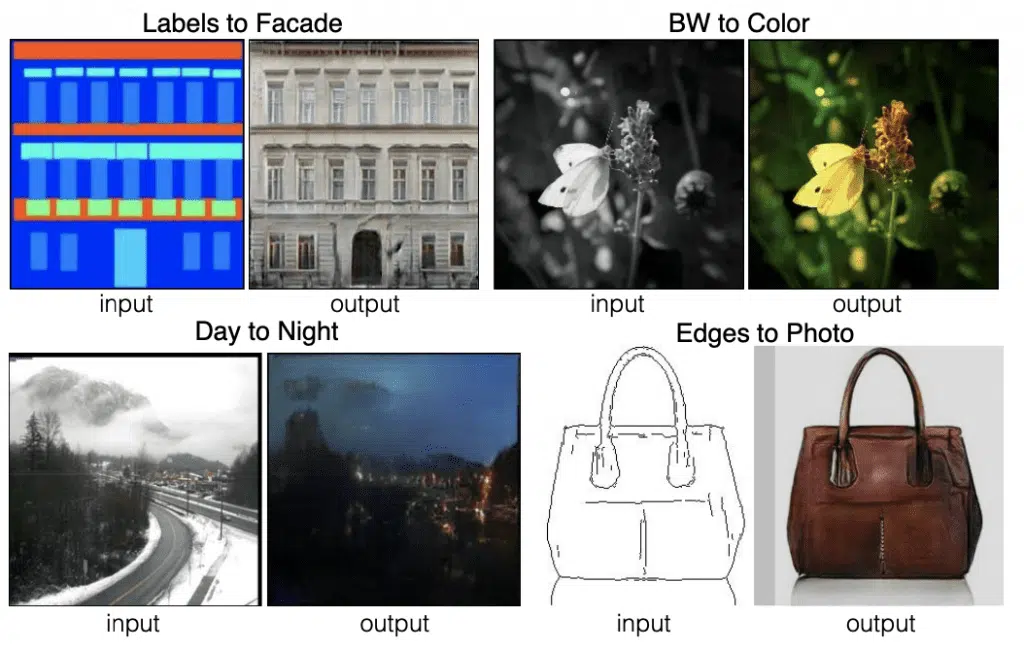 Labels to Facade
BW to Color
input
output
input
output
Day to Night
Edges to Photo
input
output
input
output